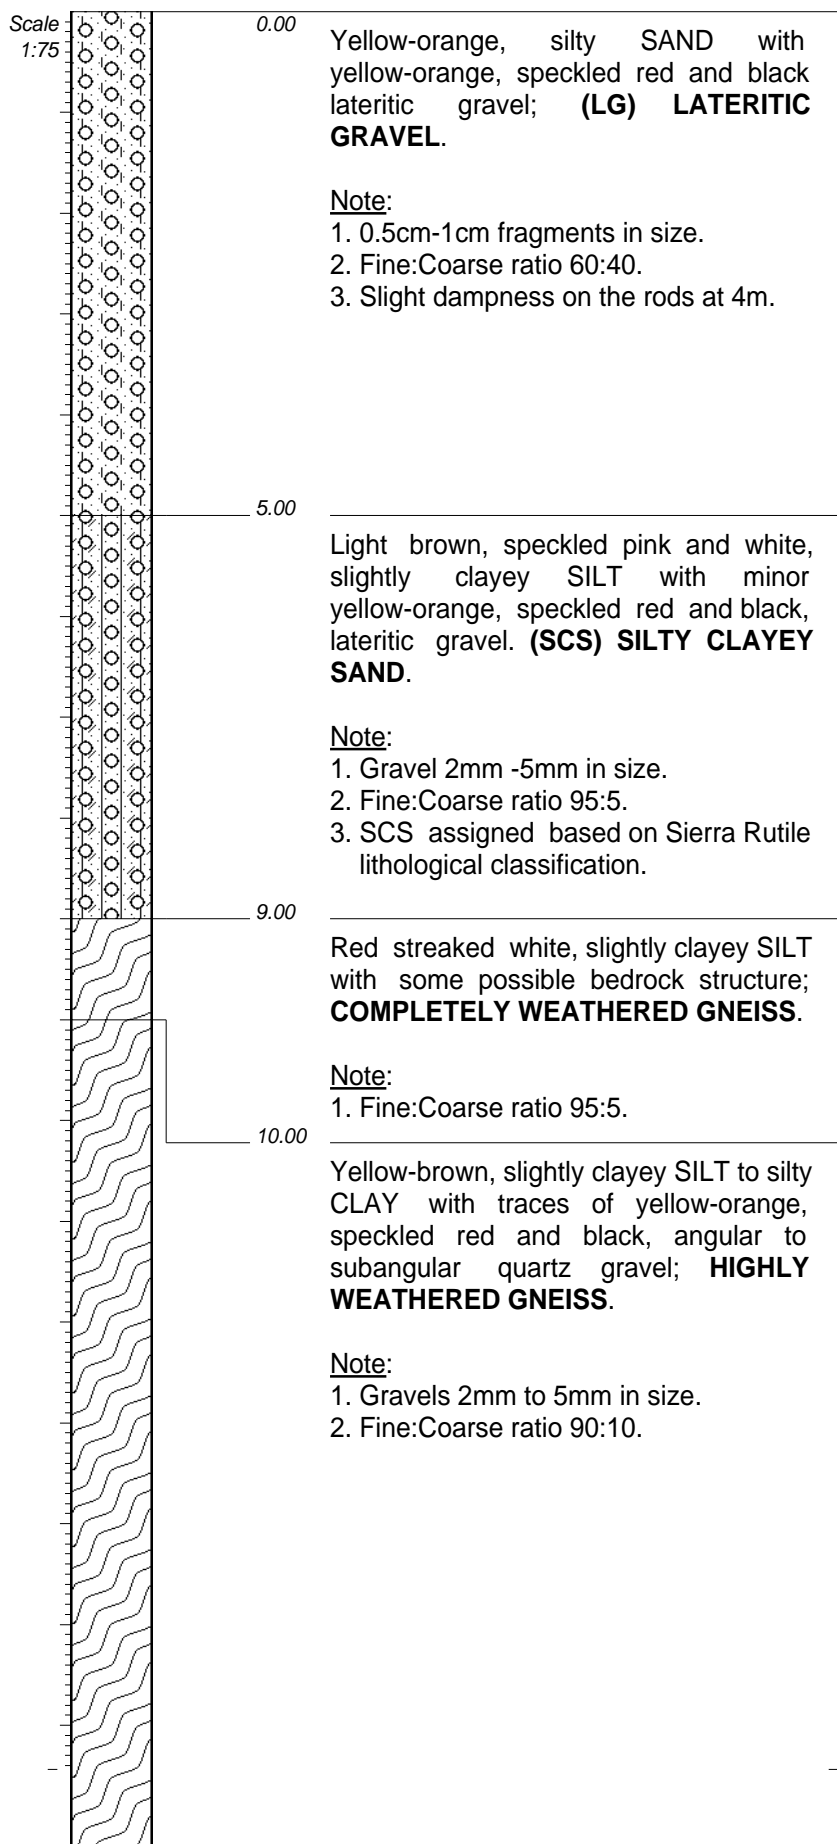 Scale
1:75
0.00
Yellow-orange, silty SAND with
yellow-orange, speckled red and black
lateritic gravel; (LG) LATERITIC
GRAVEL.
Note:
1. 0.5cm-1cm fragments in size.
2. Fine:Coarse ratio 60:40.
3. Slight dampness on the rods at 4m.
5.00
Light brown, speckled pink and white,
slightly clayey SILT with minor
yellow-orange, speckled red and black,
lateritic gravel. (SCS) SILTY CLAYEY
SAND.
Note:
1. Gravel 2mm -5mm in size.
2. Fine:Coarse ratio 95:5.
3. SCS assigned based on Sierra Rutile
lithological classification.
9.00
Red streaked white, slightly clayey SILT
with some possible bedrock structure;
COMPLETELY WEATHERED GNEISS.
Note:
1. Fine:Coarse ratio 95:5.
10.00
Yellow-brown, slightly clayey SILT to silty
CLAY with traces of yellow-orange,
speckled red and black, angular to
subangular quartz gravel; HIGHLY
WEATHERED GNEISS.
Note:
1. Gravels 2mm to 5mm in size.
2. Fine:Coarse ratio 90:10.